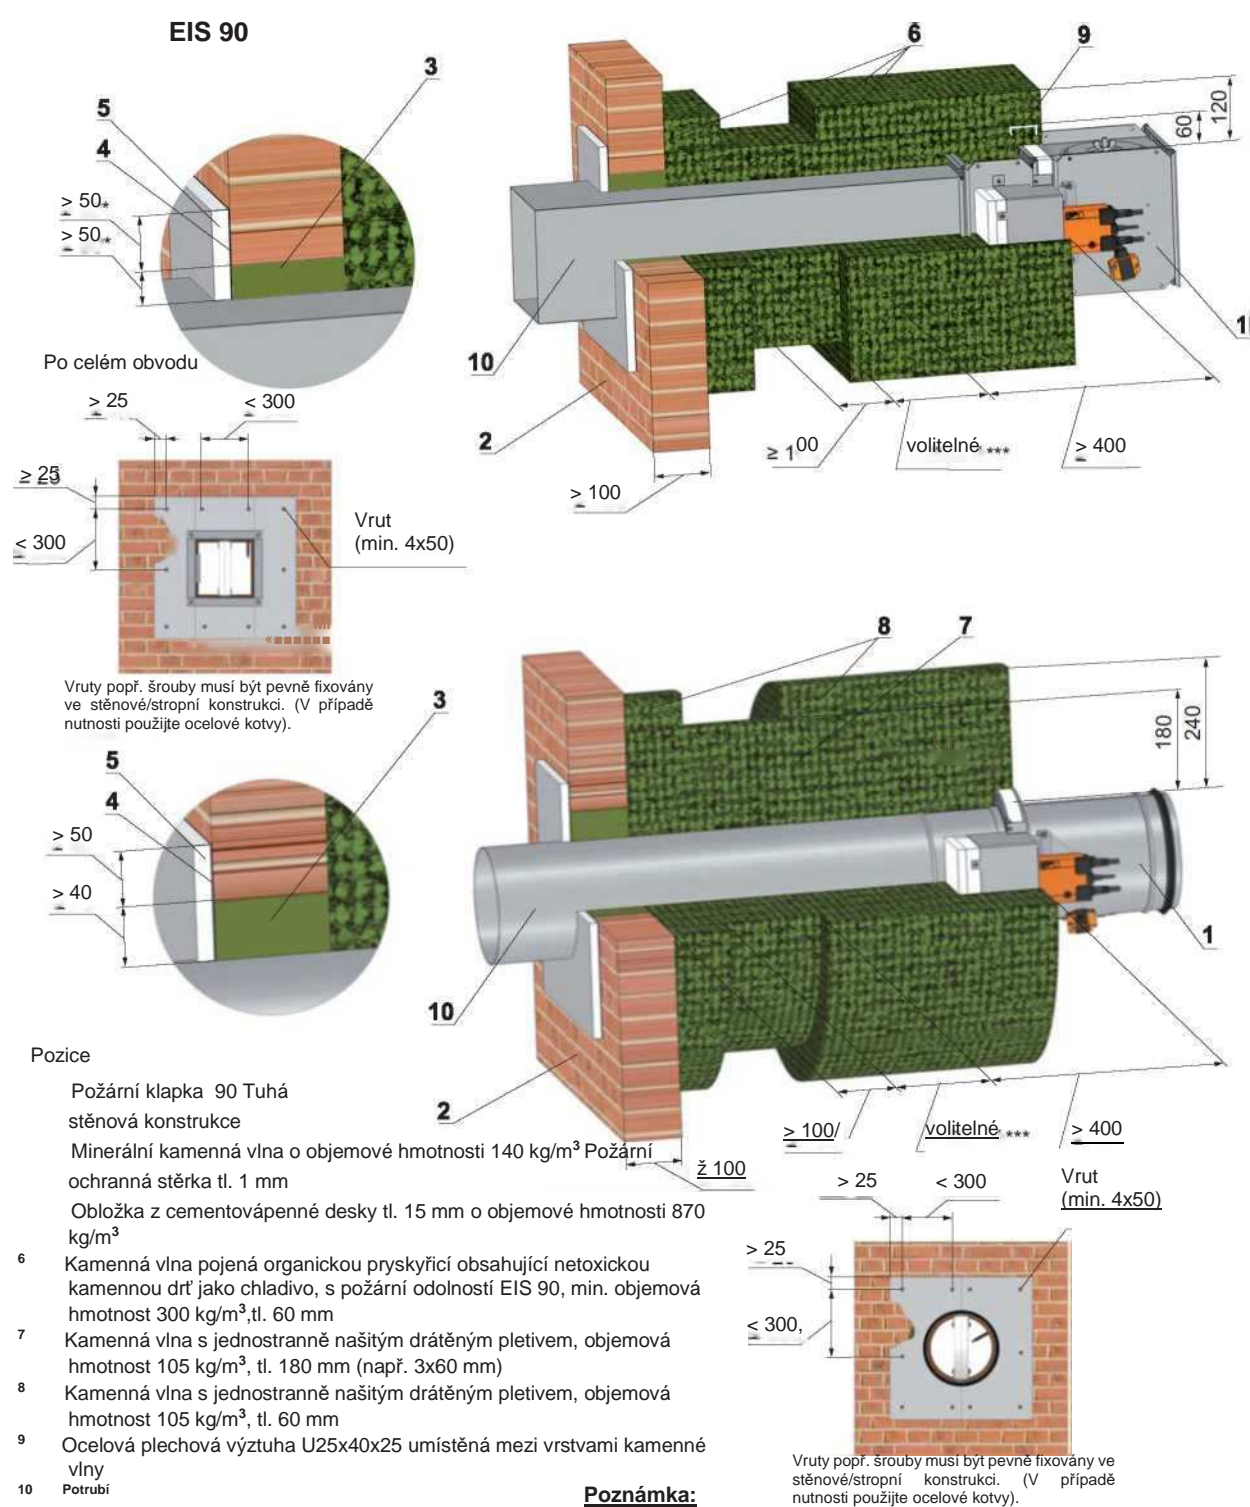 EIS 90
3
5
4
> 50*
> 50*
Po celém obvodu
> 25
< 300
≥ 25
< 300
Vrut
(min. 4x50)
Vruty popř. šrouby musí být pevně fixovány
ve stěnové/stropní konstrukci. (V případě
nutnosti použijte ocelové kotvy).
6
9
120
60
10
2
≥ 100
volitelné ***
> 400
> 100
3
5
4
> 50
> 40
8
7
180
240
1
10
2
> 100/
volitelné ***
> 400
ž 100
Pozice
Požární klapka 90 Tuhá
stěnová konstrukce
Minerální kamenná vlna o objemové hmotnosti 140 kg/m³ Požární
ochranná stěrka tl. 1 mm
Obložka z cementovápenné desky tl. 15 mm o objemové hmotnosti 870
kg/m³
6 Kamenná vlna pojená organickou pryskyřicí obsahující netoxickou
kamennou drť jako chladivo, s požární odolností EIS 90, min. objemová
hmotnost 300 kg/m³,tl. 60 mm
7 Kamenná vlna s jednostranně našitým drátěným pletivem, objemová
hmotnost 105 kg/m³, tl. 180 mm (např. 3x60 mm)
8 Kamenná vlna s jednostranně našitým drátěným pletivem, objemová
hmotnost 105 kg/m³, tl. 60 mm
9 Ocelová plechová výztuha U25x40x25 umístěná mezi vrstvami kamenné
vlny
10 Potrubí
> 25
< 300
Vrut
(min. 4x50)
> 25
< 300,
Vruty popř. šrouby musí být pevně fixovány ve
stěnové/stropní konstrukci. (V případě
nutnosti použijte ocelové kotvy).
Poznámka: